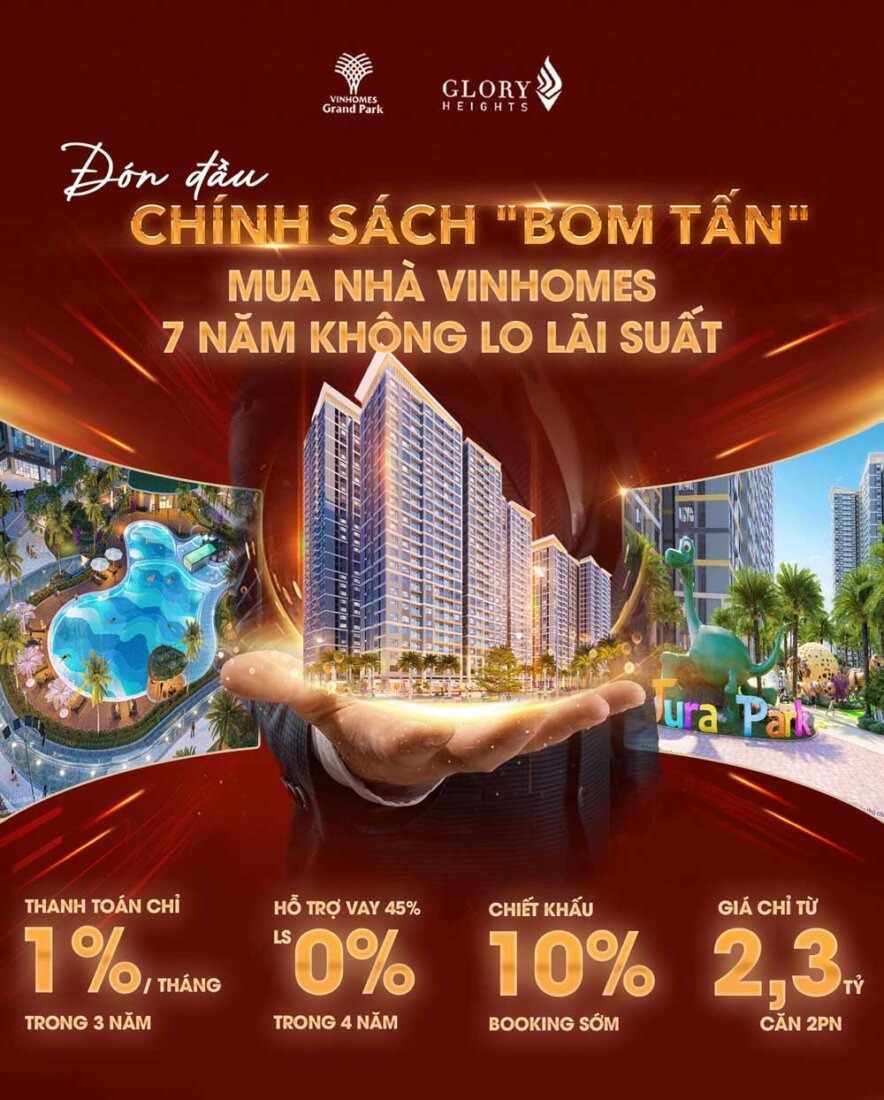 VINHOMES
Grand Park
GLORY
HEIGHTS
Đón đầu
CHÍNH SÁCH "BOM TẤN"
MUA NHÀ VINHOMES
7 NĂM KHÔNG LO LÃI SUẤT
Jura Park
THANH TOÁN CHỈ
1% / THÁNG
TRONG 3 NĂM
HỖ TRỢ VAY 45%
LS 0%
TRONG 4 NĂM
CHIẾT KHẤU
10%
BOOKING SỚM
GIÁ CHỈ TỪ
2,3 TỶ
CĂN 2PN